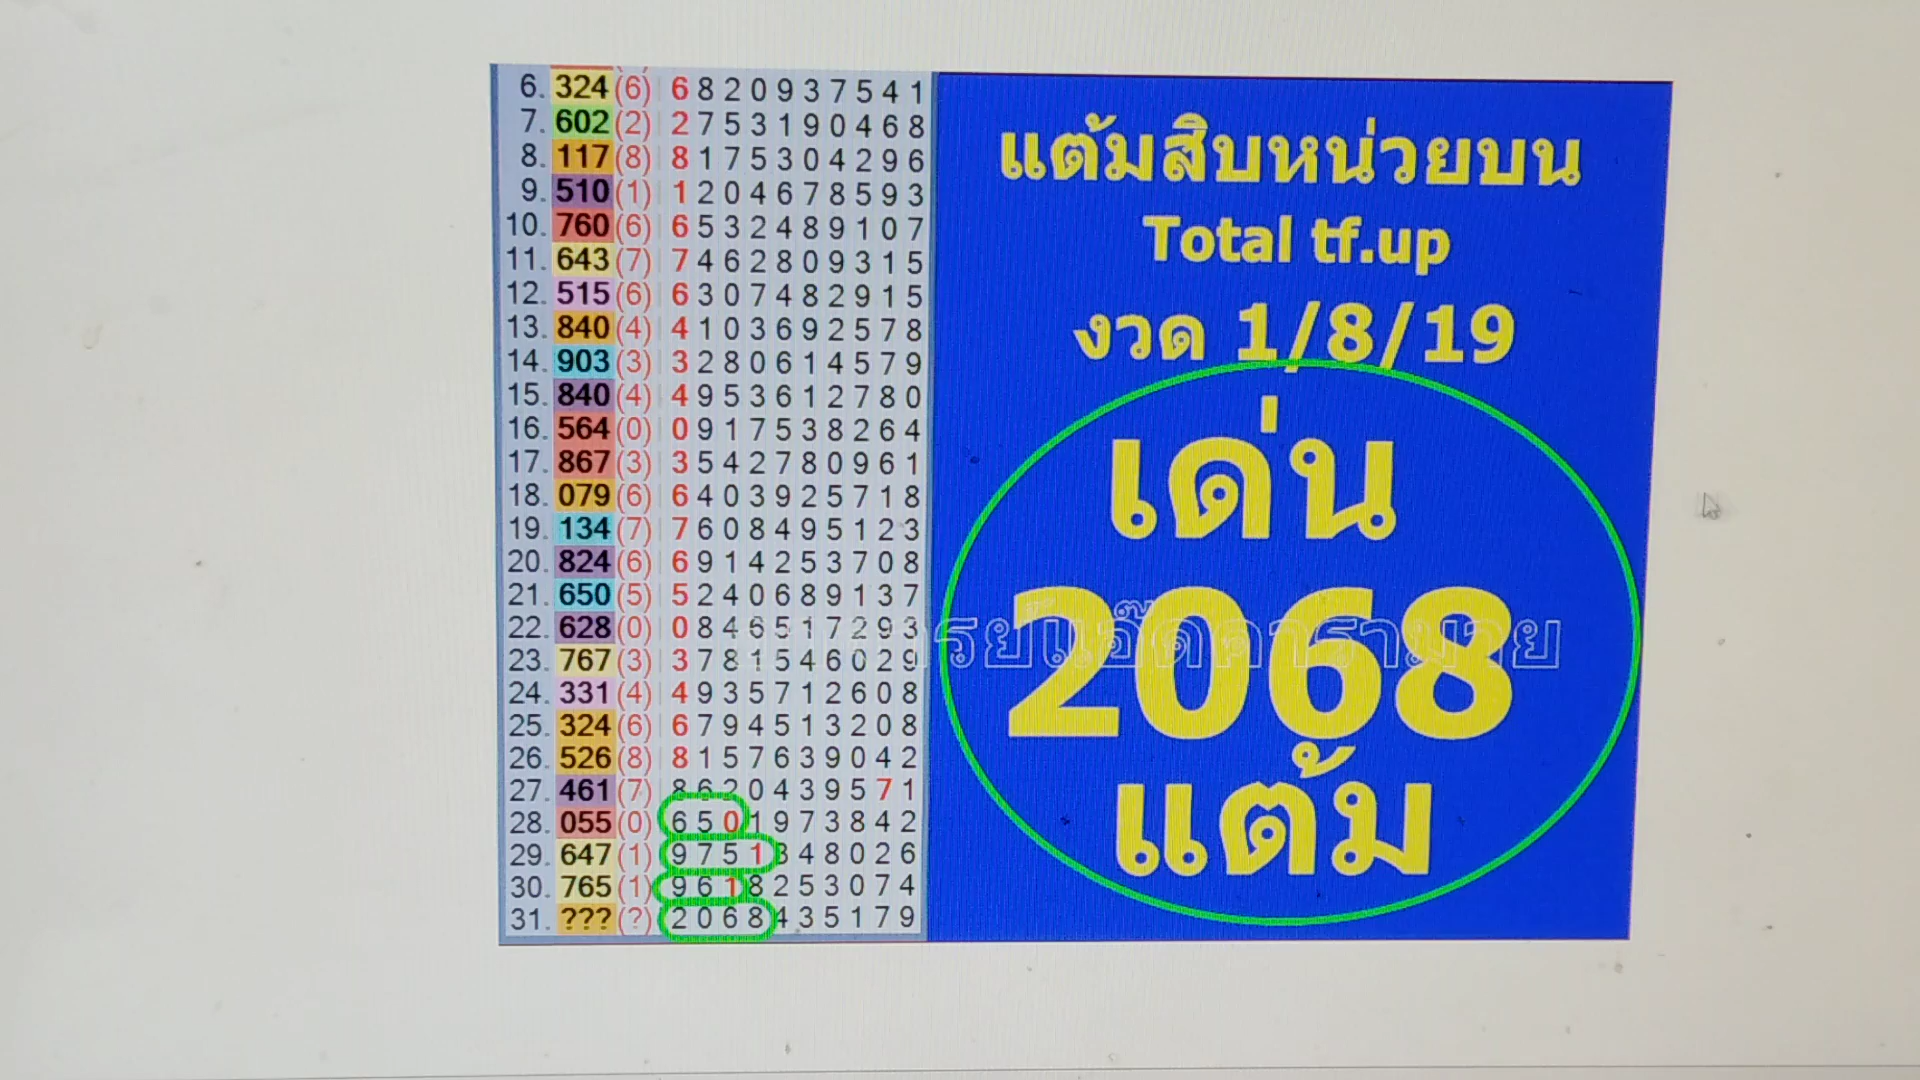 6. 324 (6) 6 8 2 0 9 3 7 5 4 1
7. 602 (2) 2 7 5 3 1 9 0 4 6 8
8. 117 (8) 8 1 7 5 3 0 4 2 9 6
9. 510 (1) 1 2 0 4 6 7 8 5 9 3
10. 760 (6) 6 5 3 2 4 8 9 1 0 7
11. 643 (7) 7 4 6 2 8 0 9 3 1 5
12. 515 (6) 6 3 0 7 4 8 2 9 1 5
13. 840 (4) 4 1 0 3 6 9 2 5 7 8
14. 903 (3) 3 2 8 0 6 1 4 5 7 9
15. 840 (4) 4 9 5 3 6 1 2 7 8 0
16. 564 (0) 0 9 1 7 5 3 8 2 6 4
17. 867 (3) 3 5 4 2 7 8 0 9 6 1
18. 079 (6) 6 4 0 3 9 2 5 7 1 8
19. 134 (7) 7 6 0 8 4 9 5 1 2 3
20. 824 (6) 6 9 1 4 2 5 3 7 0 8
21. 650 (5) 5 2 4 0 6 8 9 1 3 7
22. 628 (0) 0 8 4 6 5 1 7 2 9 3
23. 767 (3) 3 7 8 1 5 4 6 0 2 9
24. 331 (4) 4 9 3 5 7 1 2 6 0 8
25. 324 (6) 6 7 9 4 5 1 3 2 0 8
26. 526 (8) 8 1 5 7 6 3 9 0 4 2
27. 461 (7) 8 6 2 0 4 3 9 5 7 1
28. 055 (0) 6 5 0 1 9 7 3 8 4 2
29. 647 (1) 9 7 5 1 3 4 8 0 2 6
30. 765 (1) 9 6 1 8 2 5 3 0 7 4
31. ??? (?) 2 0 6 8 4 3 5 1 7 9
แต้มสิบหน่วยบน
Total tf.up
งวด 1/8/19
เด่น
2068
แต้ม